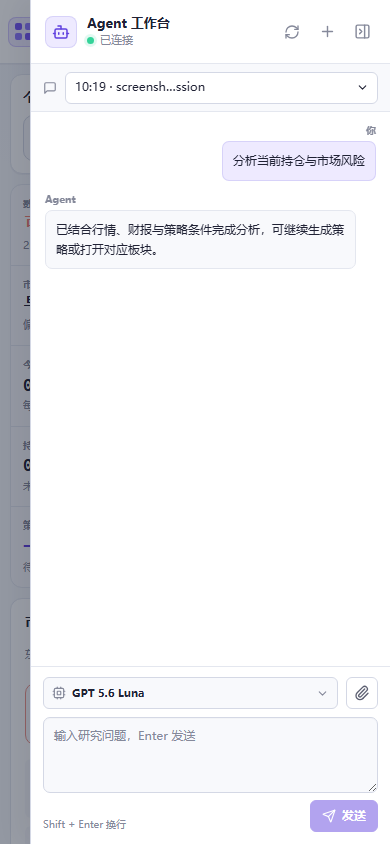 Agent 工作台
已连接
10:19 · screensh...ssion
你
分析当前持仓与市场风险
Agent
已结合行情、财报与策略条件完成分析，可继续生成策
略或打开对应板块。
GPT 5.6 Luna
输入研究问题，Enter 发送
Shift + Enter 换行
发送